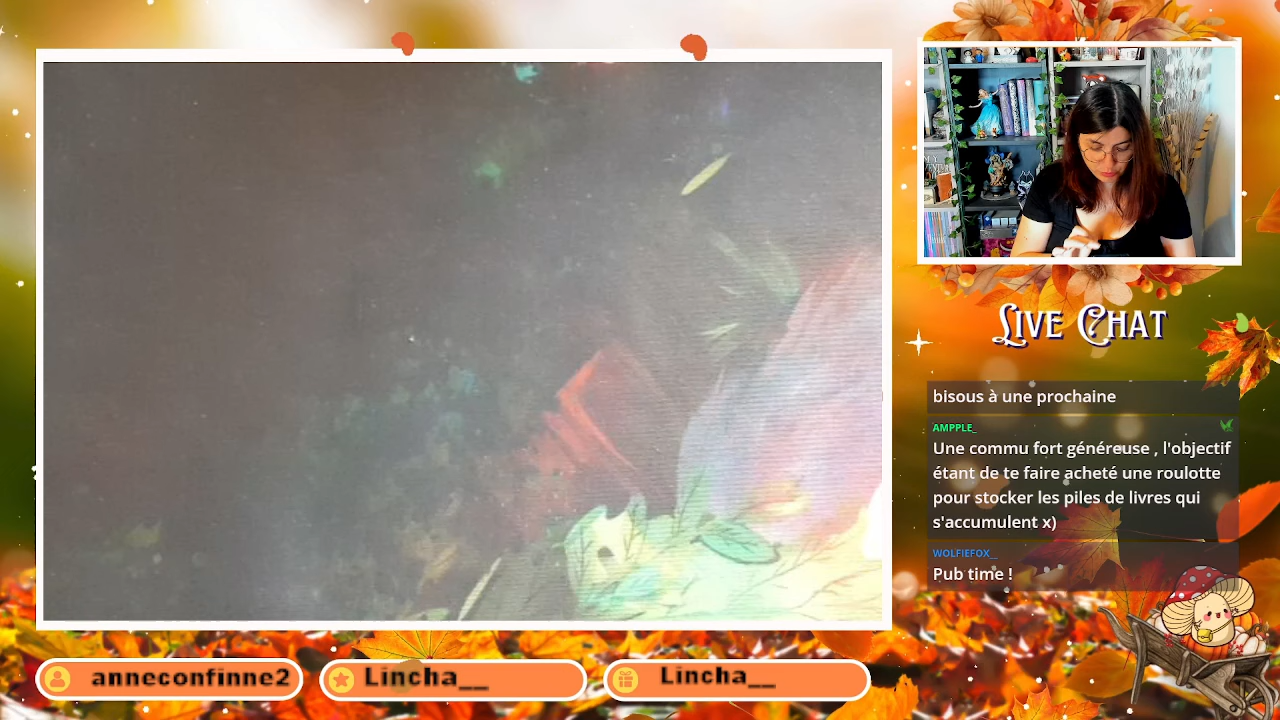 Live Chat
bisous à une prochaine
AMPPLE_
Une commu fort généreuse , l'objectif
étant de te faire acheté une roulotte
pour stocker les piles de livres qui
s'accumulent x)
WOLFIEFOX__
Pub time !
anneconfinne2
Lincha__
Lincha__